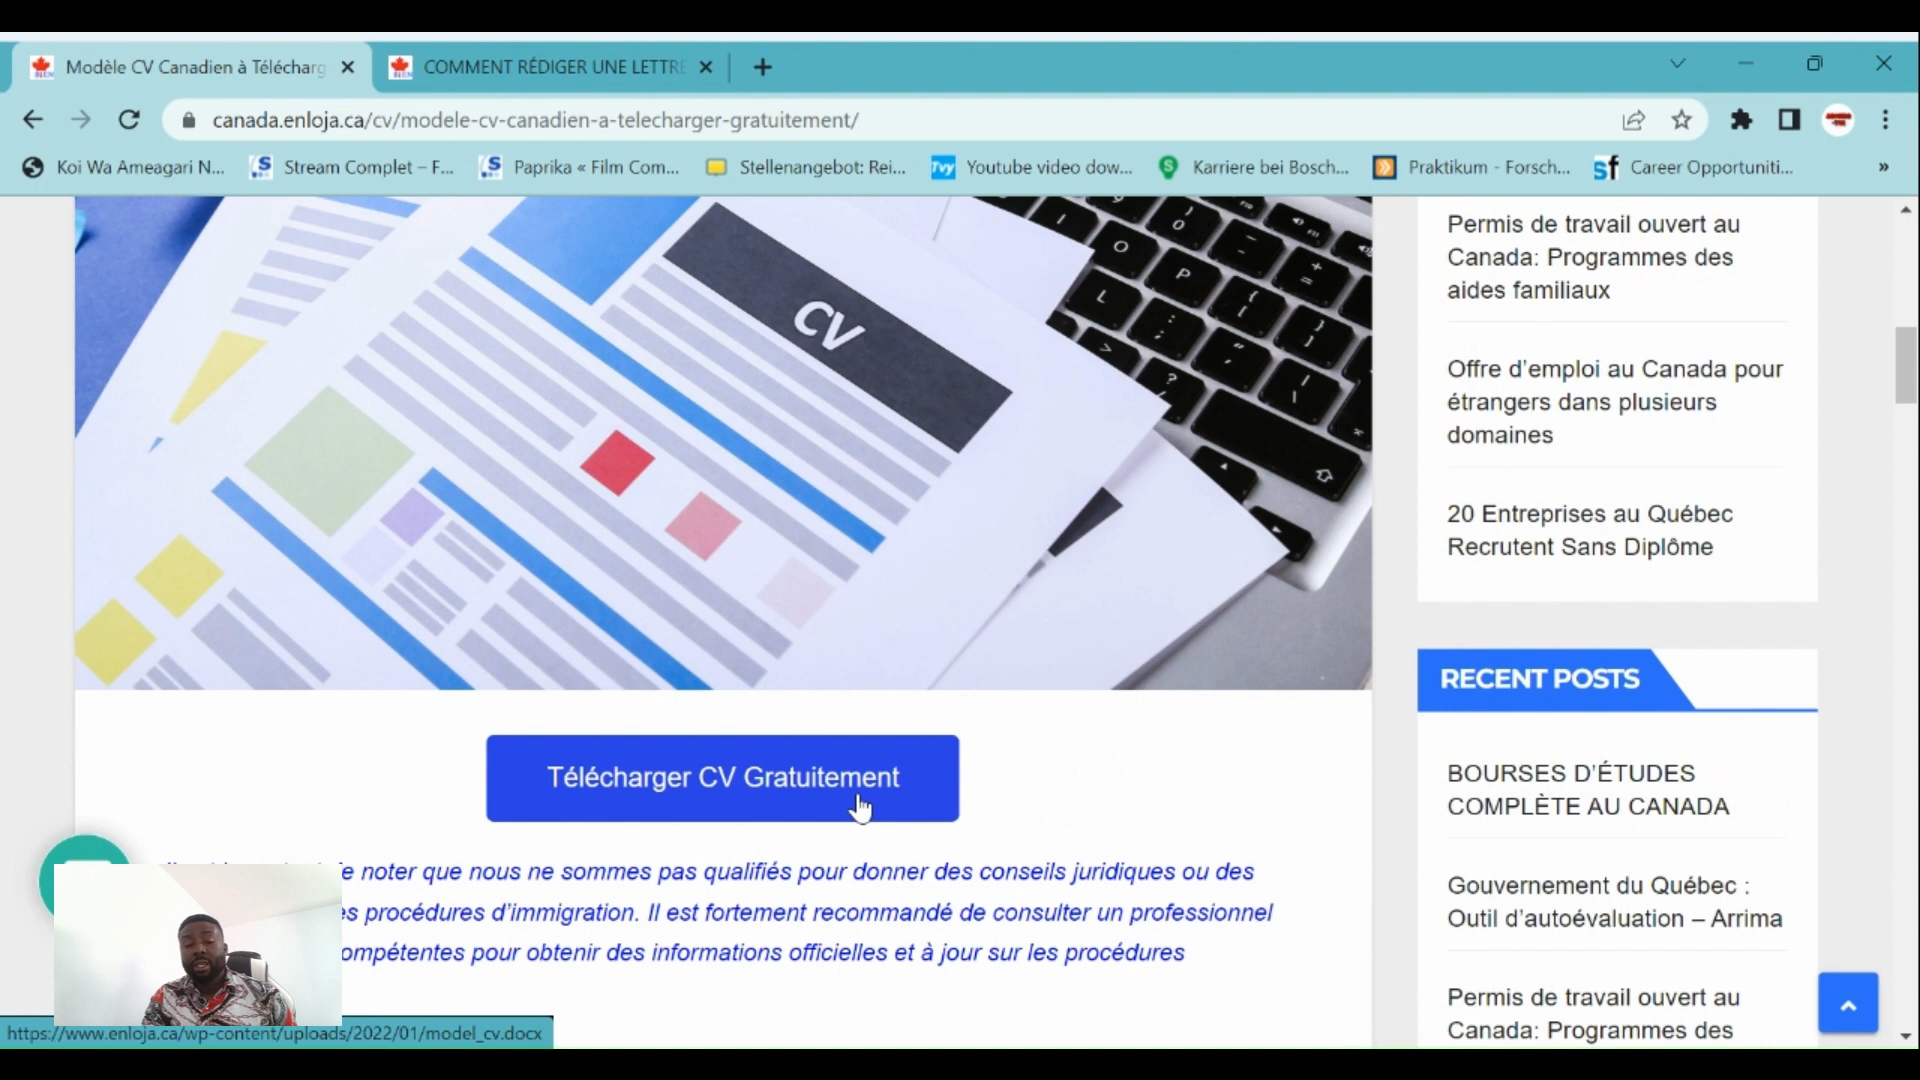 Modèle CV Canadien à Télécharg
COMMENT RÉDIGER UNE LETTRE
canada.enloja.ca/cv/modele-cv-canadien-a-telecharger-gratuitement/
Koi Wa Ameagari N...
Stream Complet – F...
Paprika « Film Com...
Stellenangebot: Rei...
Youtube video dow...
Karriere bei Bosch...
Praktikum - Forsch...
Career Opportuniti...
»
CV
Télécharger CV Gratuitement
noter que nous ne sommes pas qualifiés pour donner des conseils juridiques ou des
procédures d'immigration. Il est fortement recommandé de consulter un professionnel
ompétentes pour obtenir des informations officielles et à jour sur les procédures
Permis de travail ouvert au
Canada: Programmes des
aides familiaux
Offre d'emploi au Canada pour
étrangers dans plusieurs
domaines
20 Entreprises au Québec
Recrutent Sans Diplôme
RECENT POSTS
BOURSES D'ÉTUDES
COMPLÈTE AU CANADA
Gouvernement du Québec :
Outil d'autoévaluation – Arrima
Permis de travail ouvert au
Canada: Programmes des
https://www.enloja.ca/wp-content/uploads/2022/01/model_cv.docx